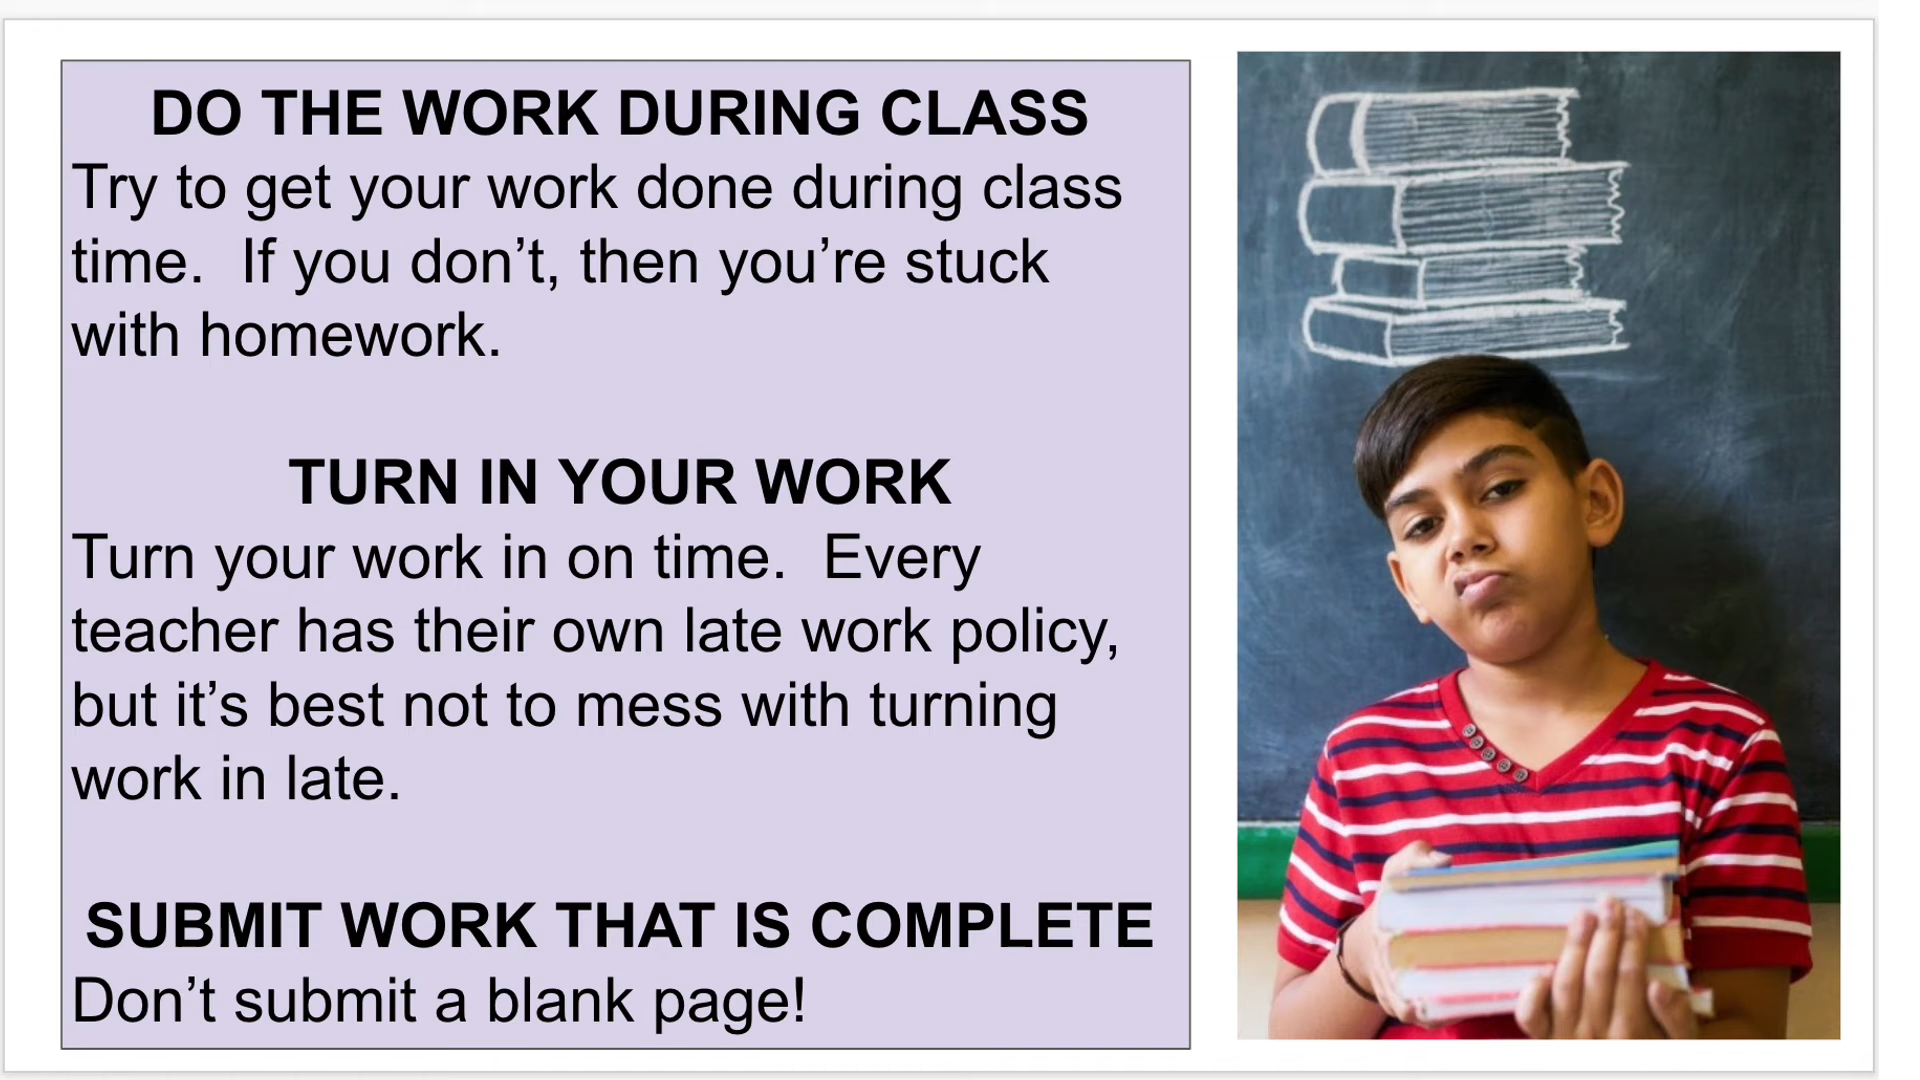 DO THE WORK DURING CLASS
Try to get your work done during class
time.  If you don’t, then you’re stuck
with homework.
TURN IN YOUR WORK
Turn your work in on time.  Every
teacher has their own late work policy,
but it’s best not to mess with turning
work in late.
SUBMIT WORK THAT IS COMPLETE
Don’t submit a blank page!